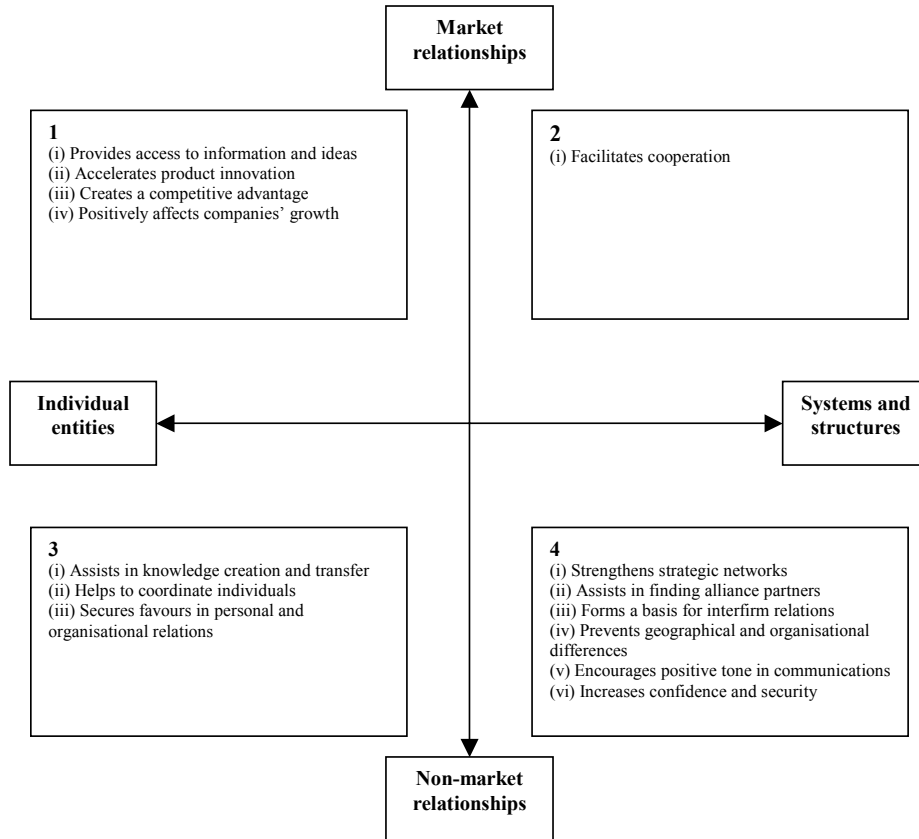 Market
relationships
1
(i) Provides access to information and ideas
(ii) Accelerates product innovation
(iii) Creates a competitive advantage
(iv) Positively affects companies’ growth
2
(i) Facilitates cooperation
Individual
entities
Systems and
structures
3
(i) Assists in knowledge creation and transfer
(ii) Helps to coordinate individuals
(iii) Secures favours in personal and
organisational relations
4
(i) Strengthens strategic networks
(ii) Assists in finding alliance partners
(iii) Forms a basis for interfirm relations
(iv) Prevents geographical and organisational
differences
(v) Encourages positive tone in communications
(vi) Increases confidence and security
Non-market
relationships